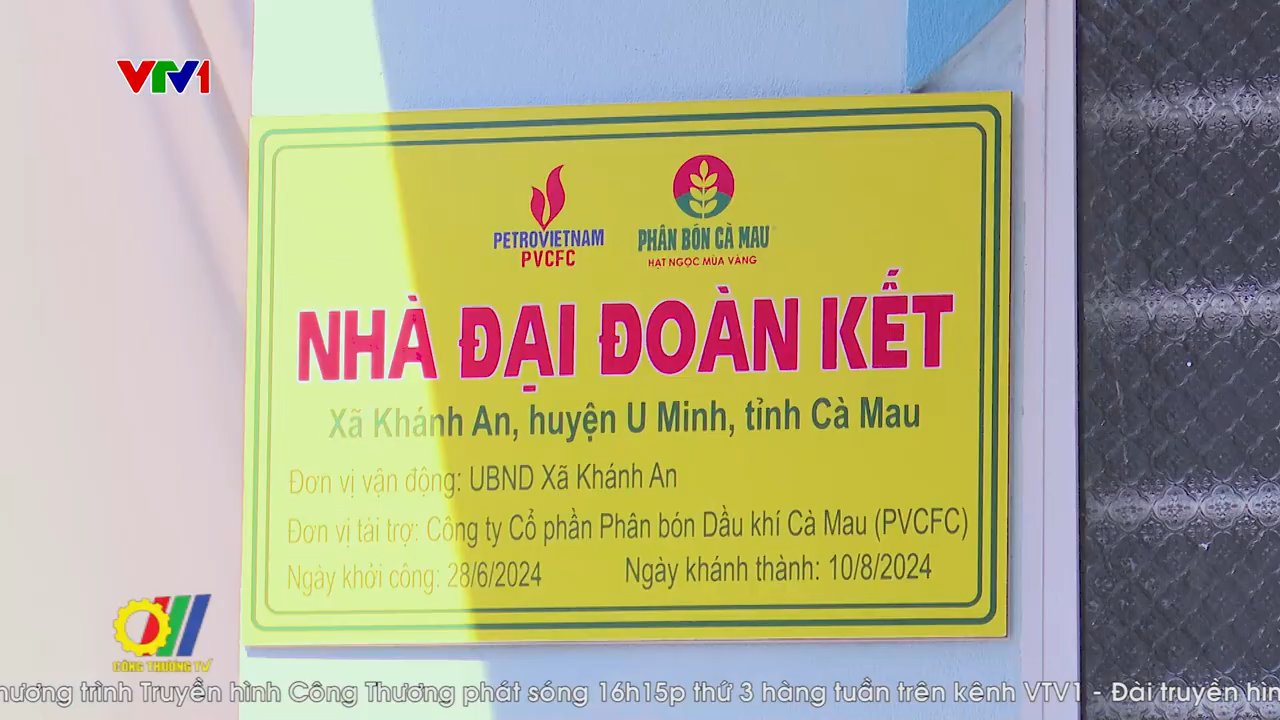 VTV1
PETROVIETNAM
PVCFC
PHÂN BÓN CÀ MAU
HẠT NGỌC MÙA VÀNG
NHÀ ĐẠI ĐOÀN KẾT
Xã Khánh An, huyện U Minh, tỉnh Cà Mau
Đơn vị vận động: UBND Xã Khánh An
Đơn vị tài trợ: Công ty Cổ phần Phân bón Dầu khí Cà Mau (PVCFC)
Ngày khởi công: 28/6/2024 Ngày khánh thành: 10/8/2024
CÔNG THƯƠNG TV
trình Truyền hình Công Thương phát sóng 16h15p thứ 3 hàng tuần trên kênh VTV1 - Đài truyền